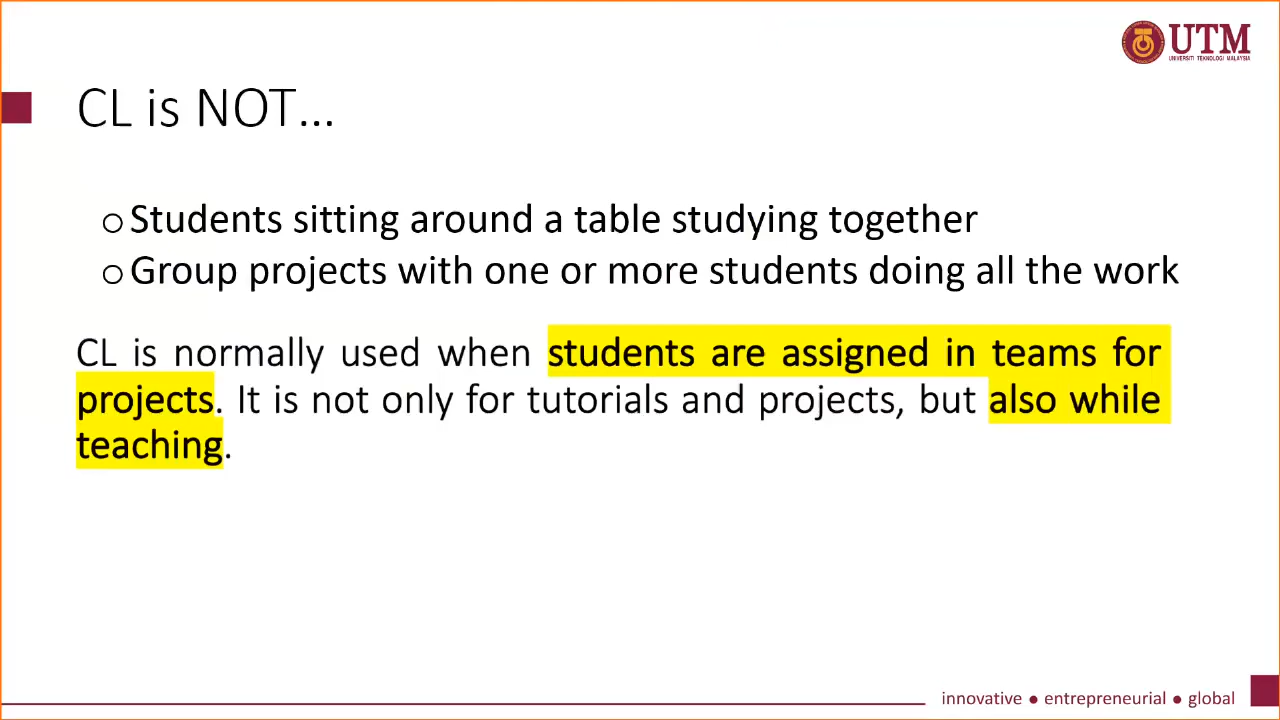 UTM
UNIVERSITI TEKNOLOGI MALAYSIA
CL is NOT...
o Students sitting around a table studying together
o Group projects with one or more students doing all the work
CL is normally used when students are assigned in teams for
projects. It is not only for tutorials and projects, but also while
teaching.
innovative ● entrepreneurial ● global